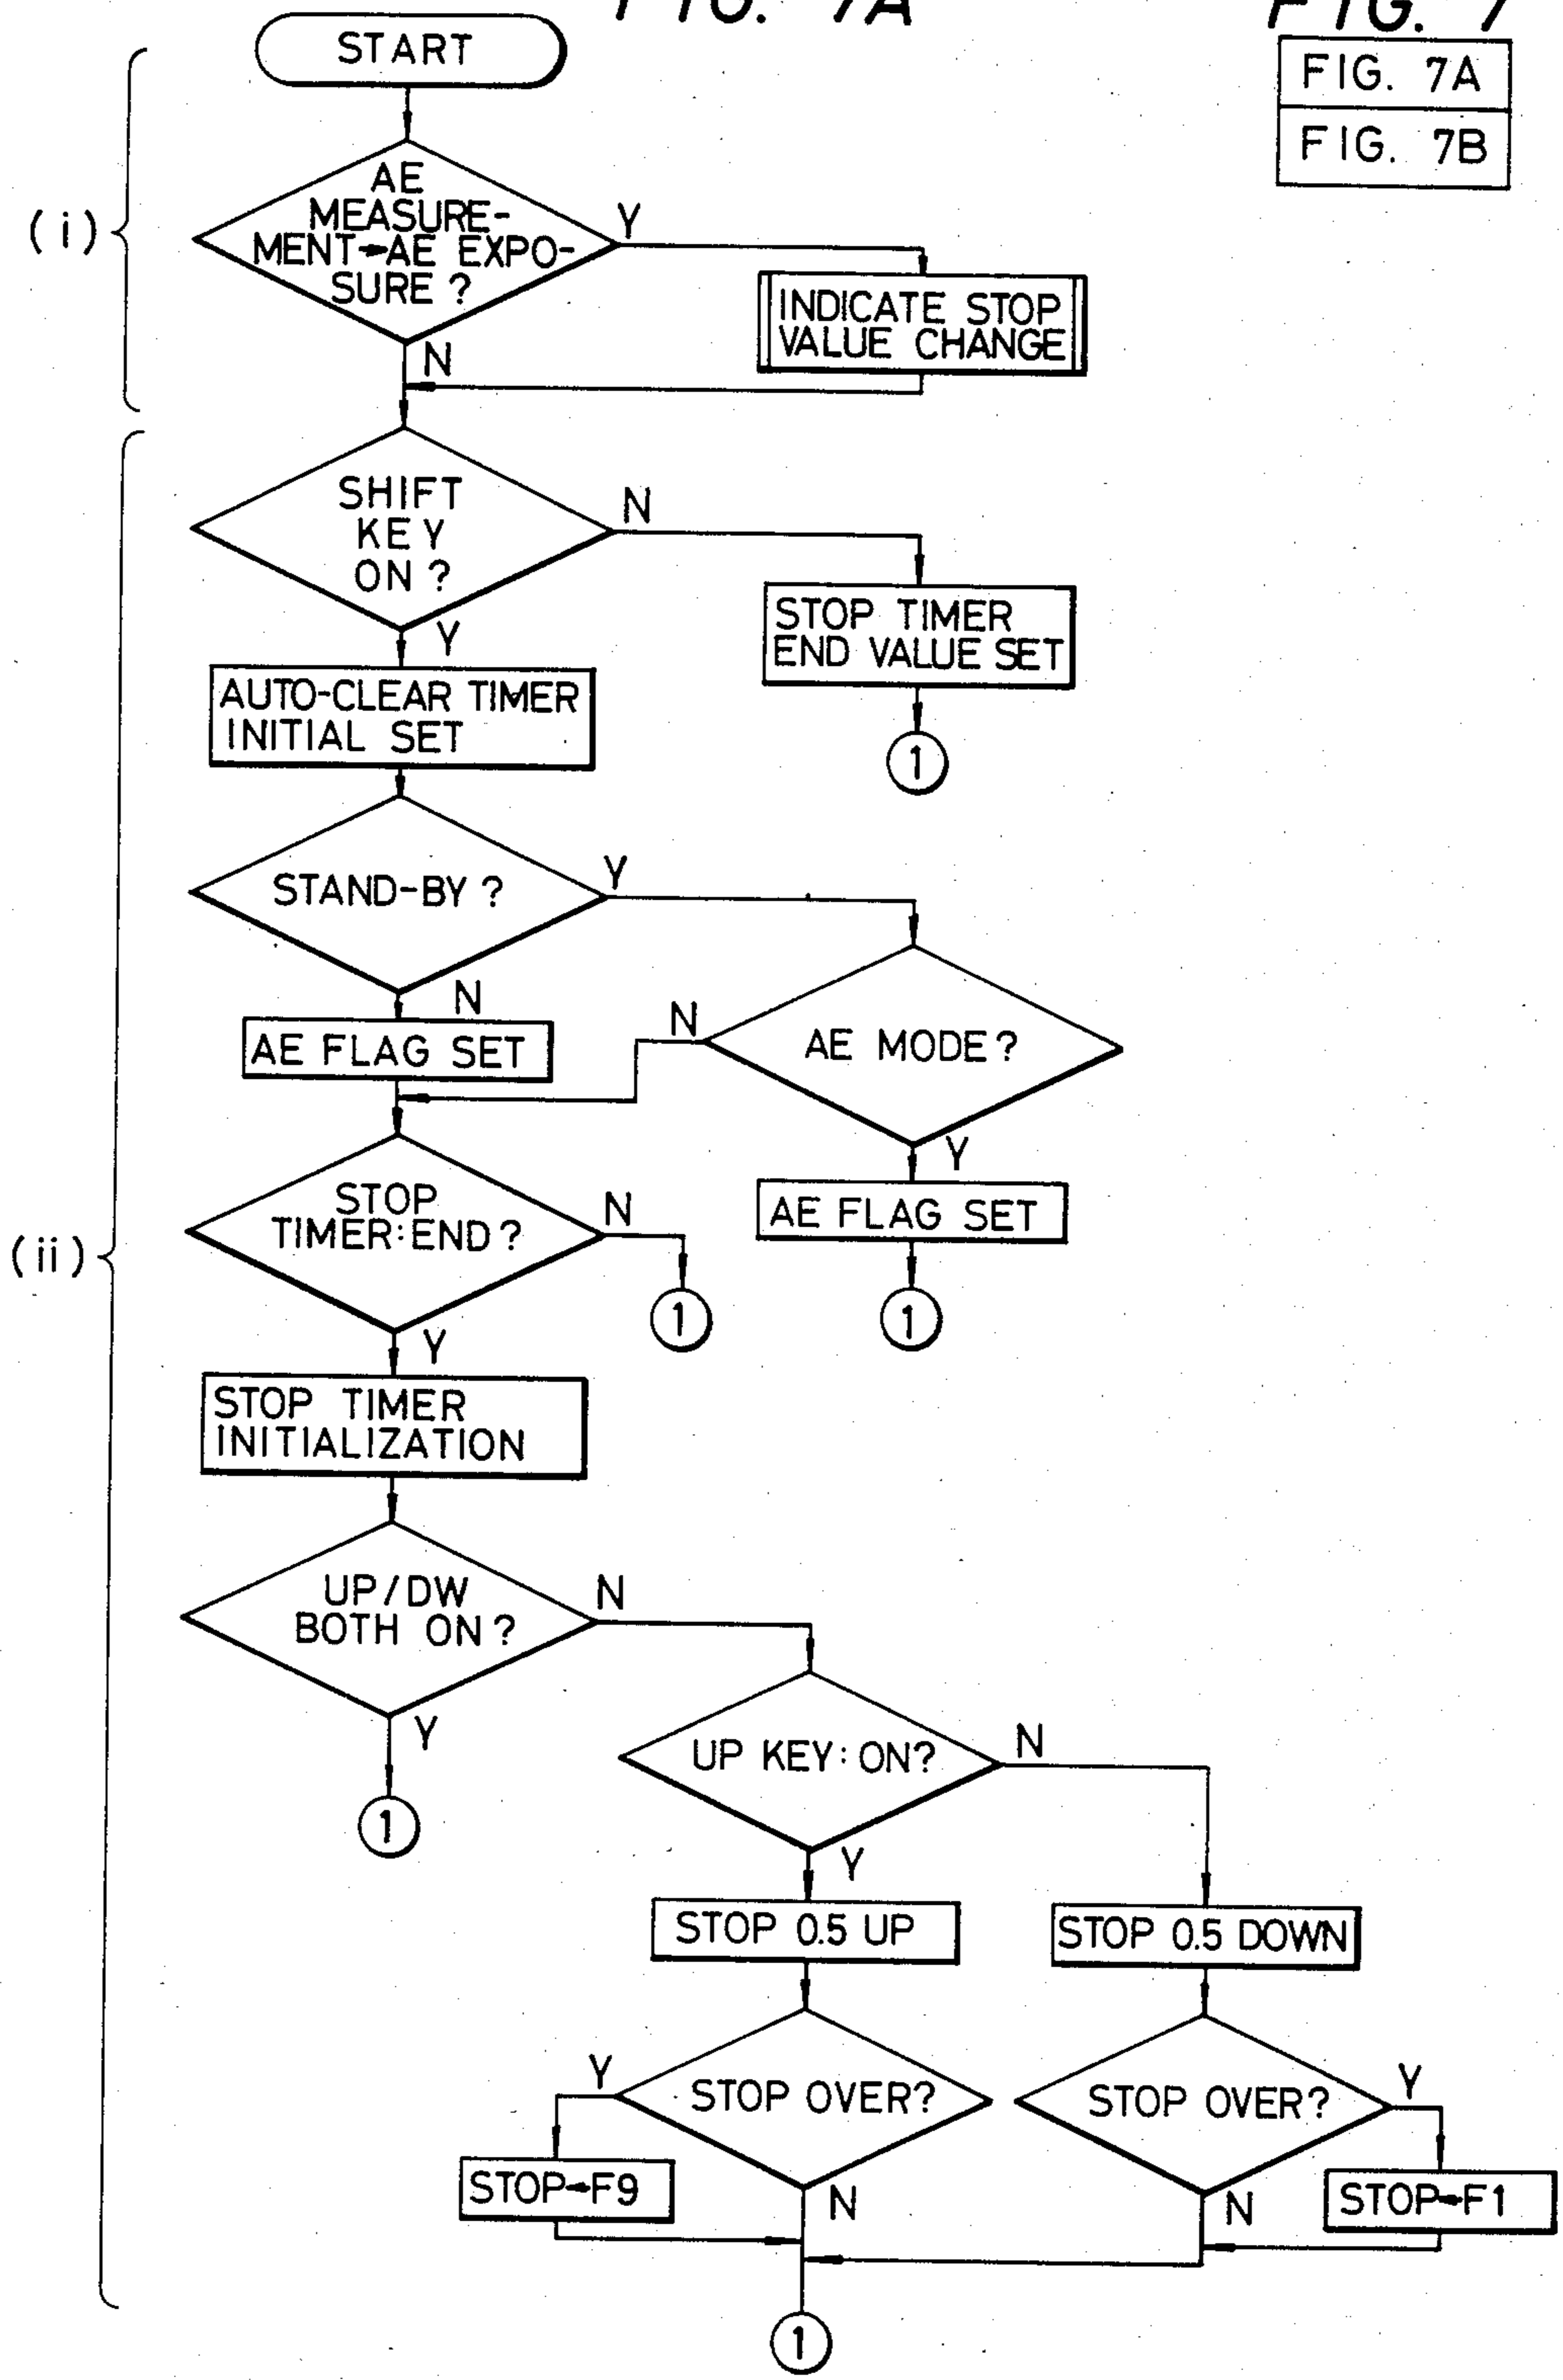 FIG. 7A
FIG. 7
FIG. 7A
FIG. 7B
START
(i)
AE
MEASURE-
MENT→AE EXPO-
SURE ?
Y
INDICATE STOP
VALUE CHANGE
N
SHIFT
KEY
ON ?
N
STOP TIMER
END VALUE SET
Y
1
AUTO-CLEAR TIMER
INITIAL SET
STAND-BY ?
Y
N
AE FLAG SET
N
AE MODE ?
Y
AE FLAG SET
1
(ii)
STOP
TIMER:END ?
N
1
Y
STOP TIMER
INITIALIZATION
UP/DW
BOTH ON ?
N
Y
1
UP KEY: ON?
N
Y
STOP 0.5 UP
STOP 0.5 DOWN
Y
STOP OVER?
STOP OVER?
Y
STOP←F9
N
N
STOP←F1
1